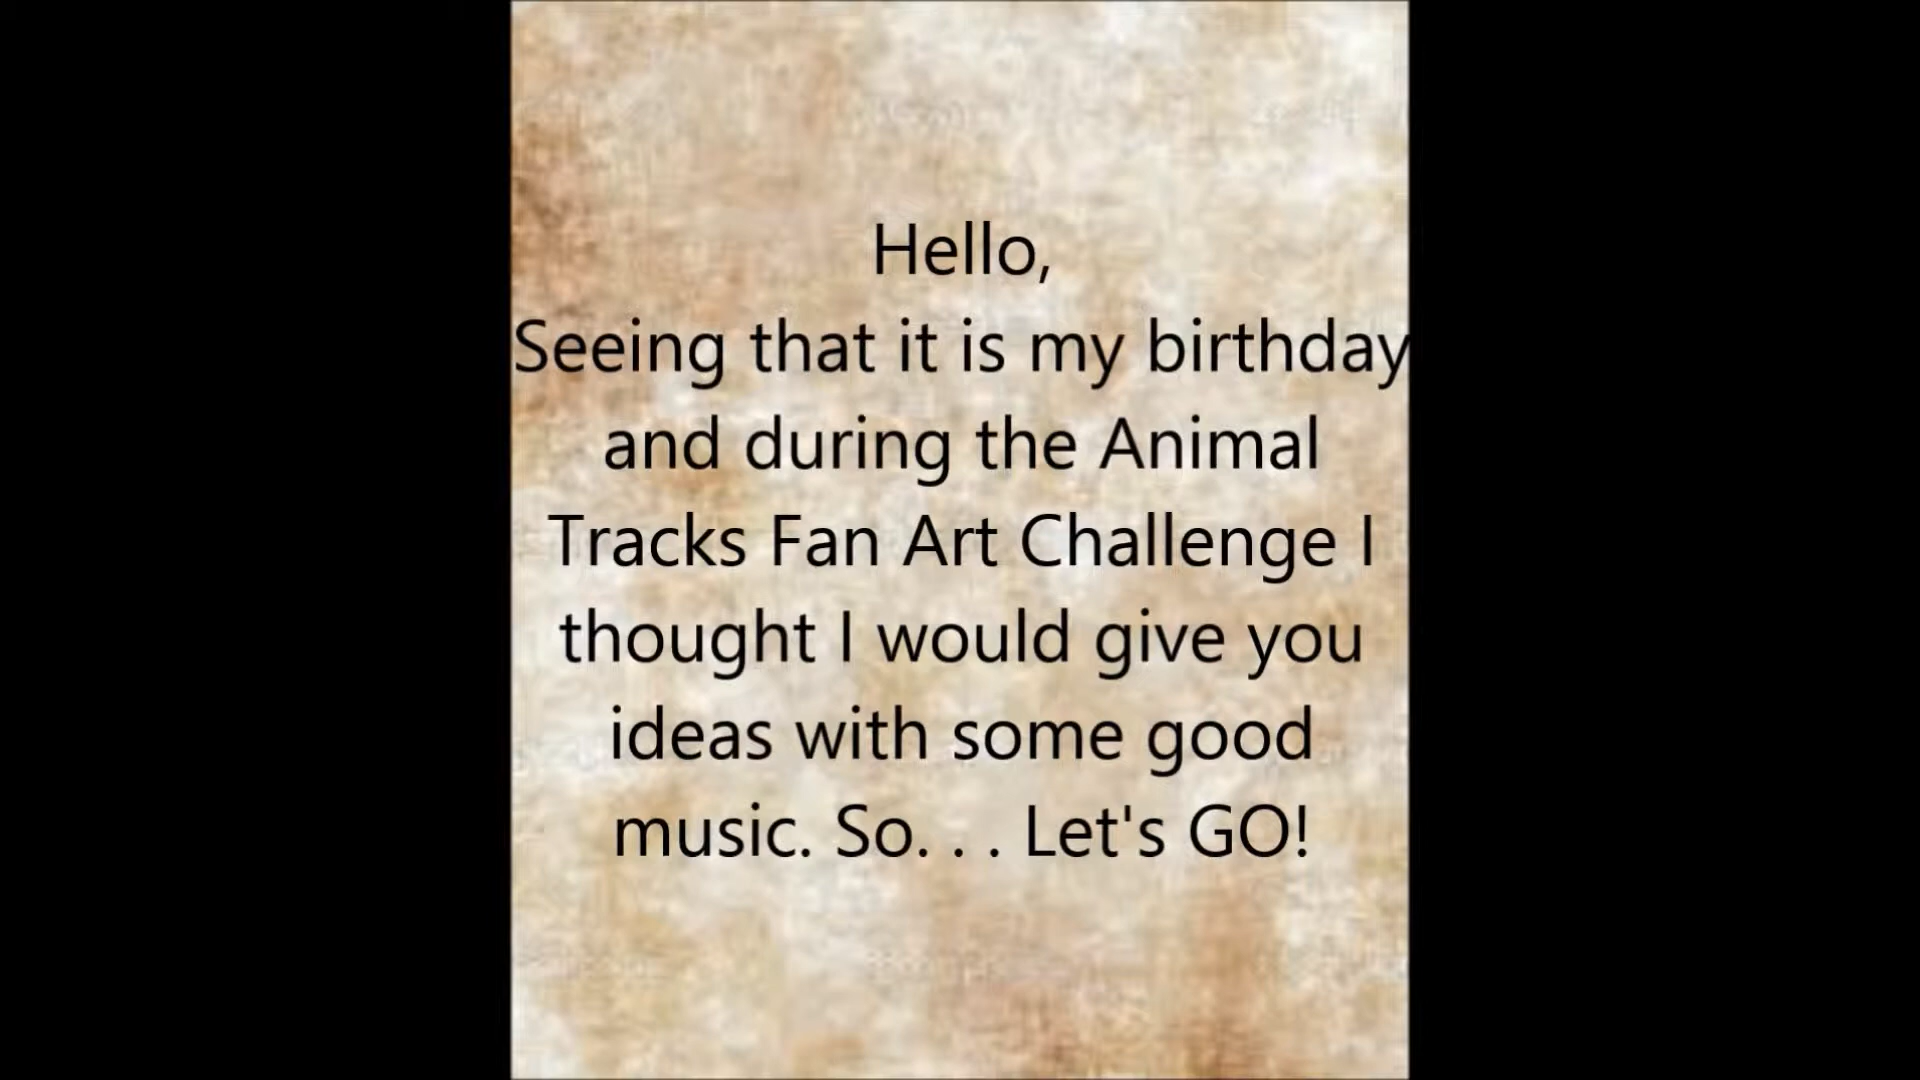 Hello,
Seeing that it is my birthday
and during the Animal
Tracks Fan Art Challenge I
thought I would give you
ideas with some good
music. So. . . Let's GO!